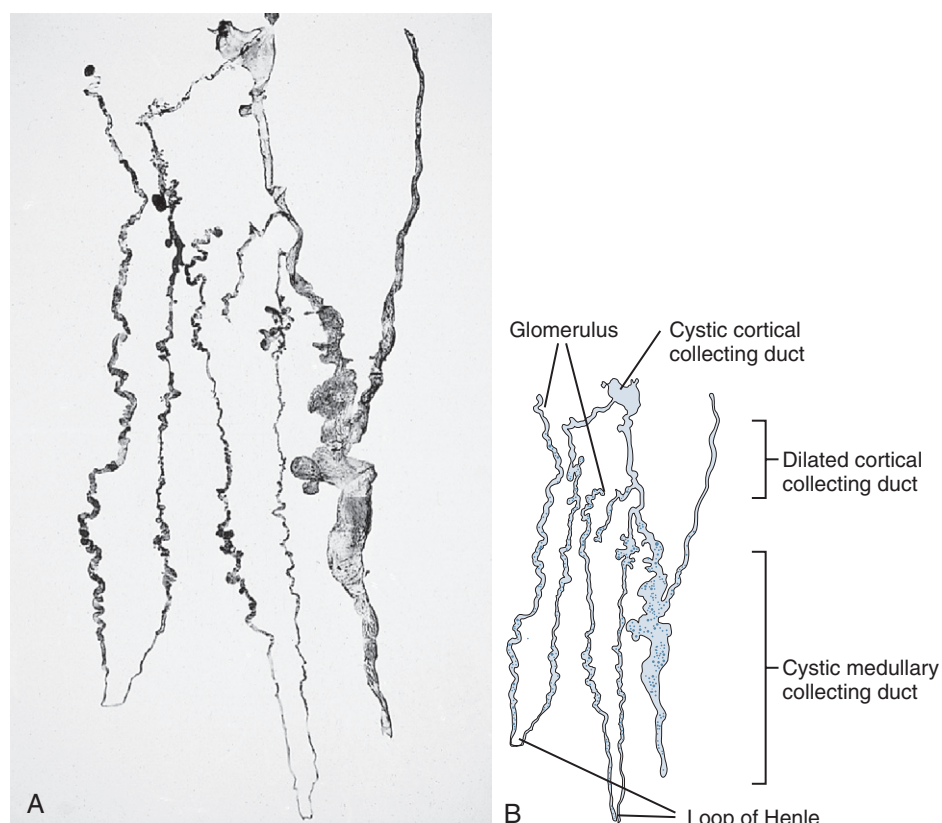 Glomerulus
Cystic cortical
collecting duct
Dilated cortical
collecting duct
Cystic medullary
collecting duct
Loop of Henle
A
B